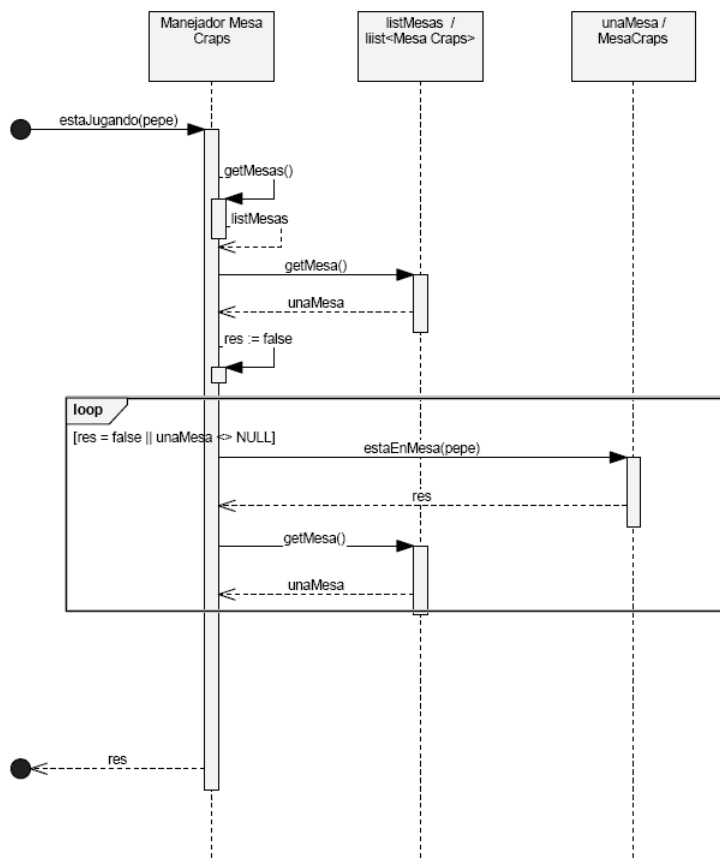 Manejador Mesa
Craps
listMesas /
liist<Mesa Craps>
unaMesa /
MesaCraps
estaJugando(pepe)
getMesas()
listMesas
getMesa()
unaMesa
res := false
loop
[res = false || unaMesa <> NULL]
estaEnMesa(pepe)
res
getMesa()
unaMesa
res